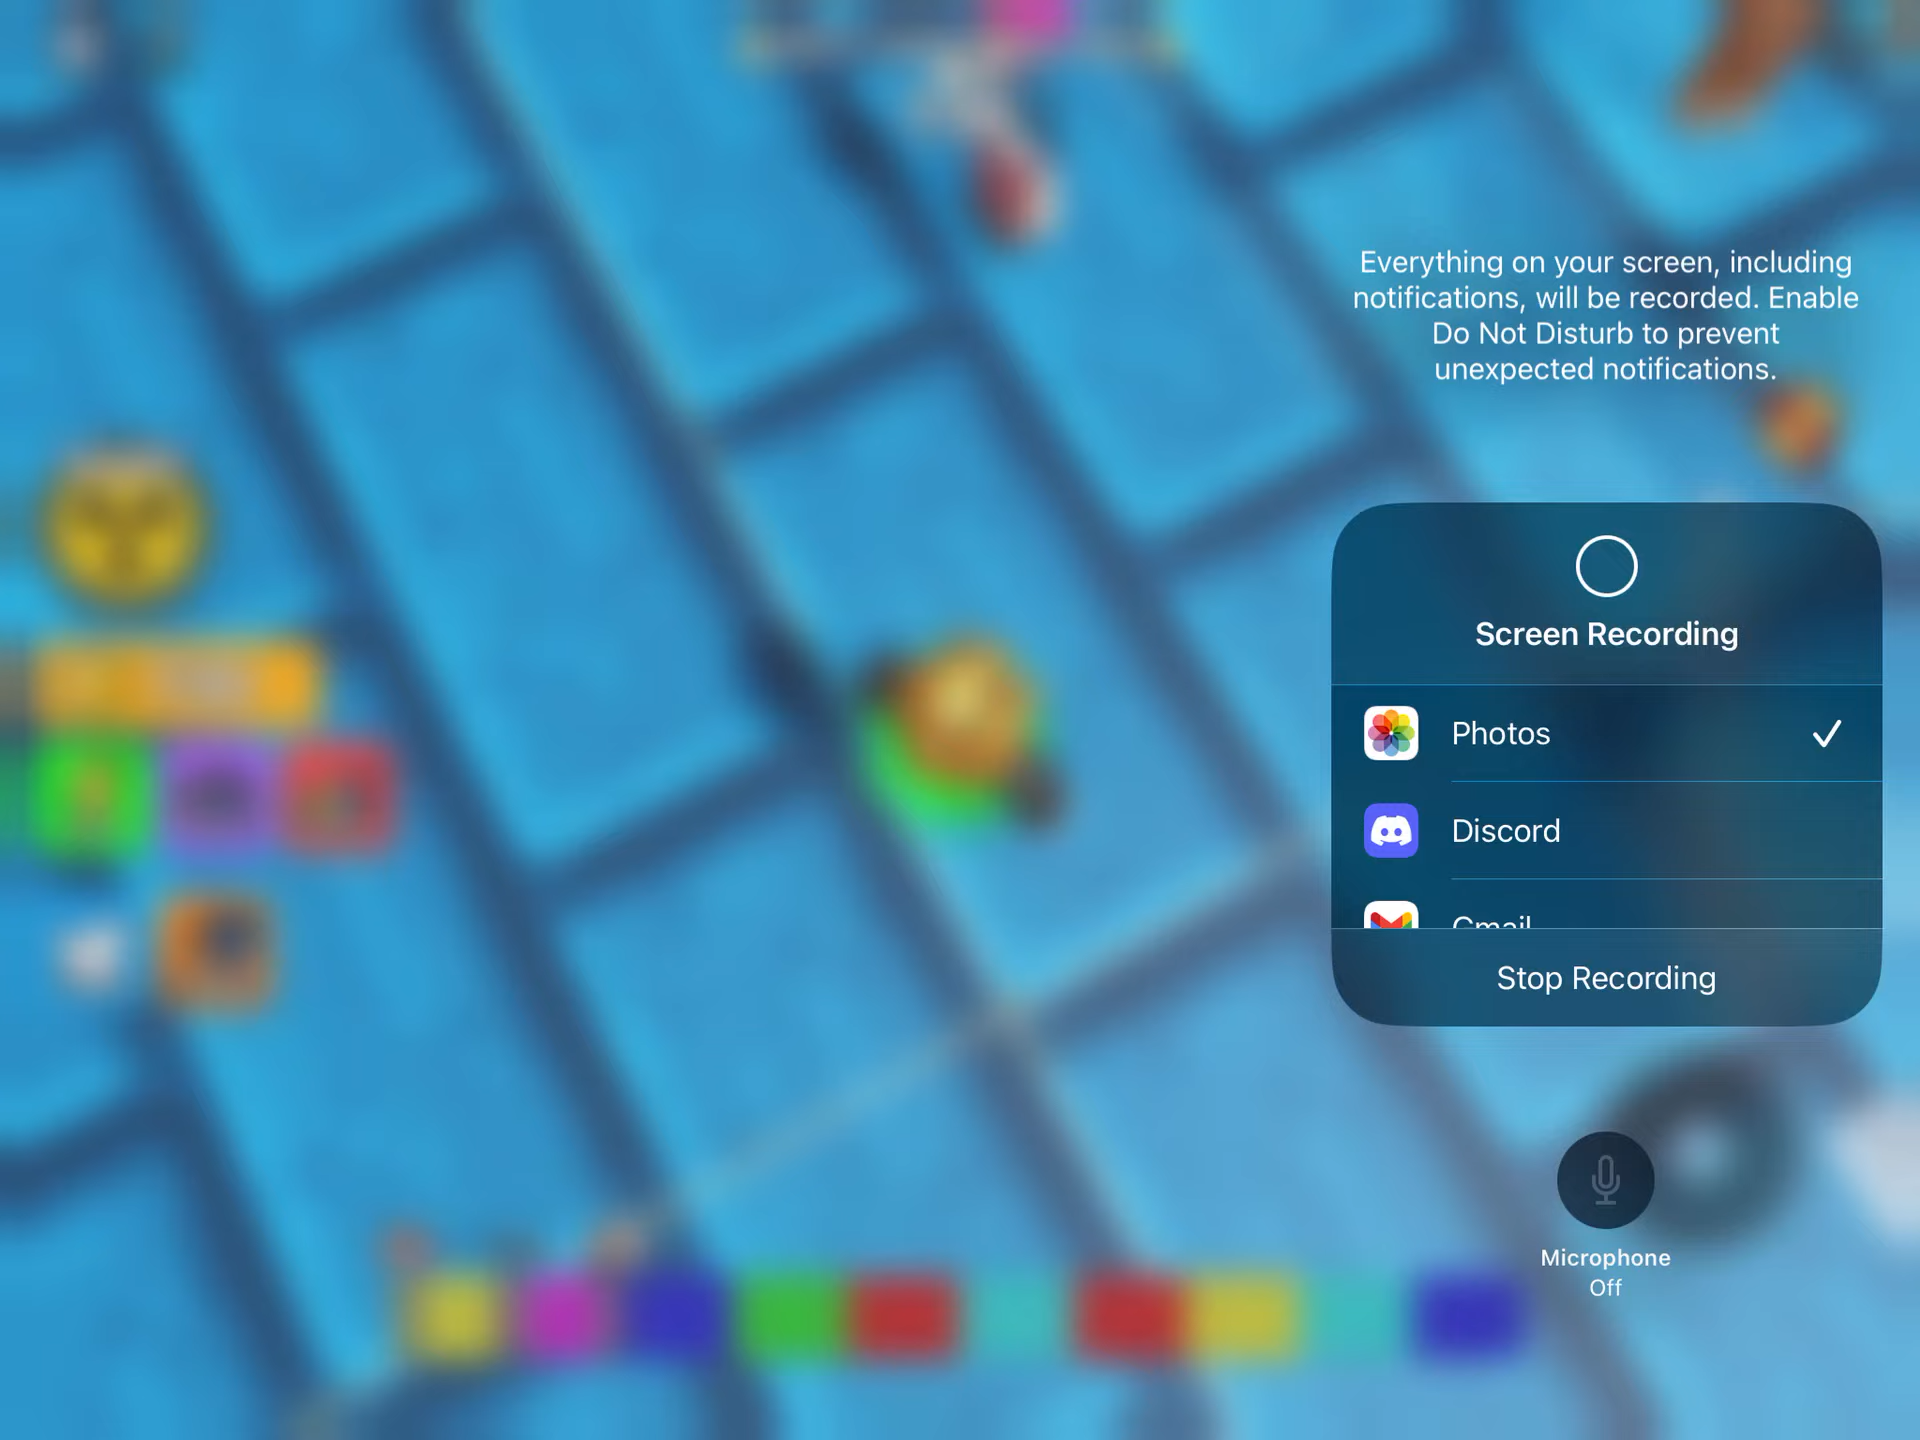 Everything on your screen, including
notifications, will be recorded. Enable
Do Not Disturb to prevent
unexpected notifications.
Screen Recording
Photos
Discord
Gmail
Stop Recording
Microphone
Off